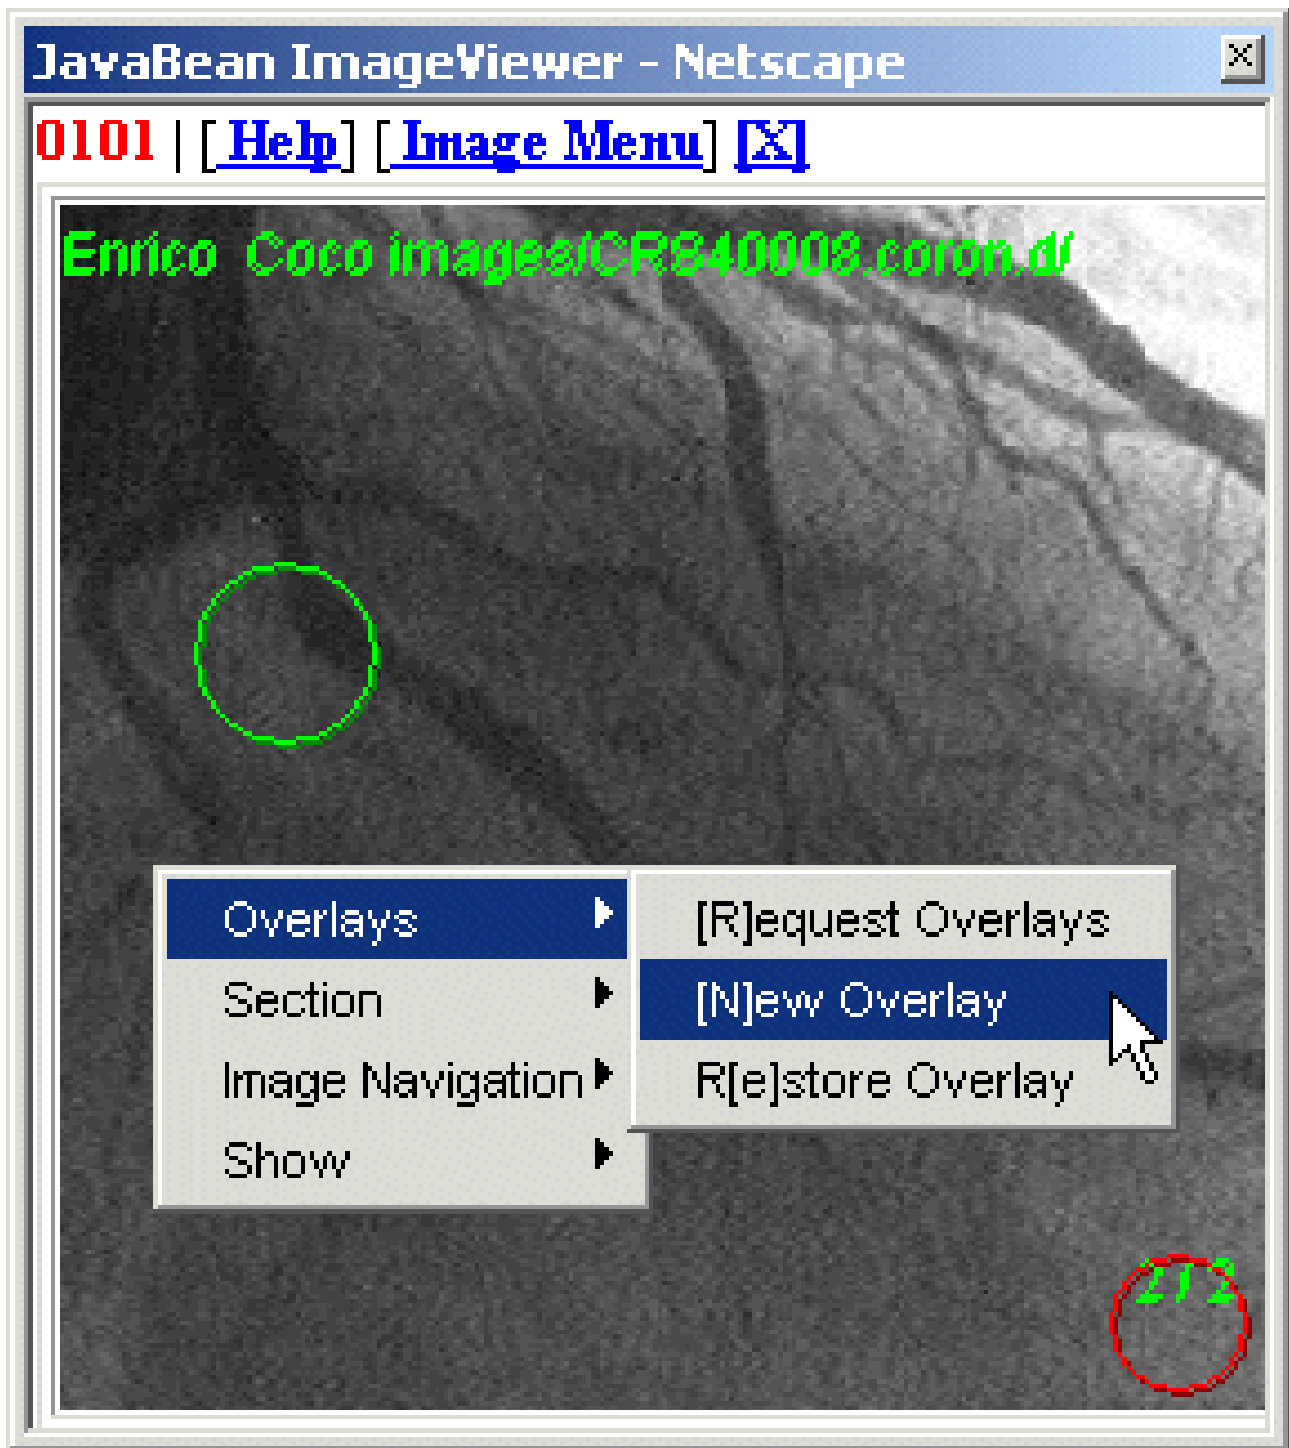 JavaBean ImageViewer - Netscape
0101 | [ Help] [ Image Menu] [X]
Enrico Coco images/CR840008.coron.d/
Overlays
Section
Image Navigation
Show
[R]equest Overlays
[N]ew Overlay
R[e]store Overlay
2/2